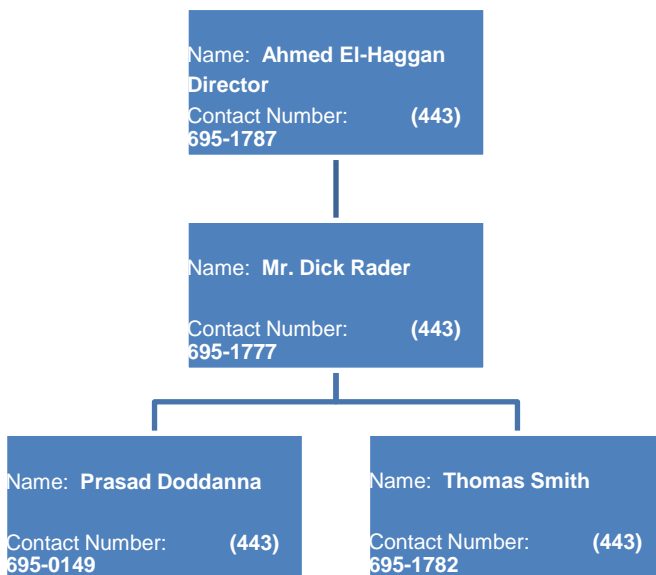 Name: Ahmed El-Haggan
Director
Contact Number: (443)
695-1787
Name: Mr. Dick Rader
Contact Number: (443)
695-1777
Name: Prasad Doddanna
Contact Number: (443)
695-0149
Name: Thomas Smith
Contact Number: (443)
695-1782